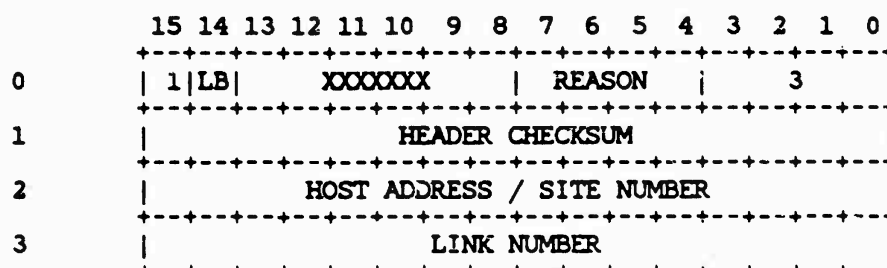 15 14 13 12 11 10 9 8 7 6 5 4 3 2 1 0
+--+--+--+--+--+--+--+--+--+--+--+--+--+--+--+--
0 | 1|LB| XXXXXXX | REASON | 3
+--+--+--+--+--+--+--+--+--+--+--+--+--+--+--+--
1 | HEADER CHECKSUM
+--+--+--+--+--+--+--+--+--+--+--+--+--+--+--+--
2 | HOST ADDRESS / SITE NUMBER
+--+--+--+--+--+--+--+--+--+--+--+--+--+--+--+--
3 | LINK NUMBER